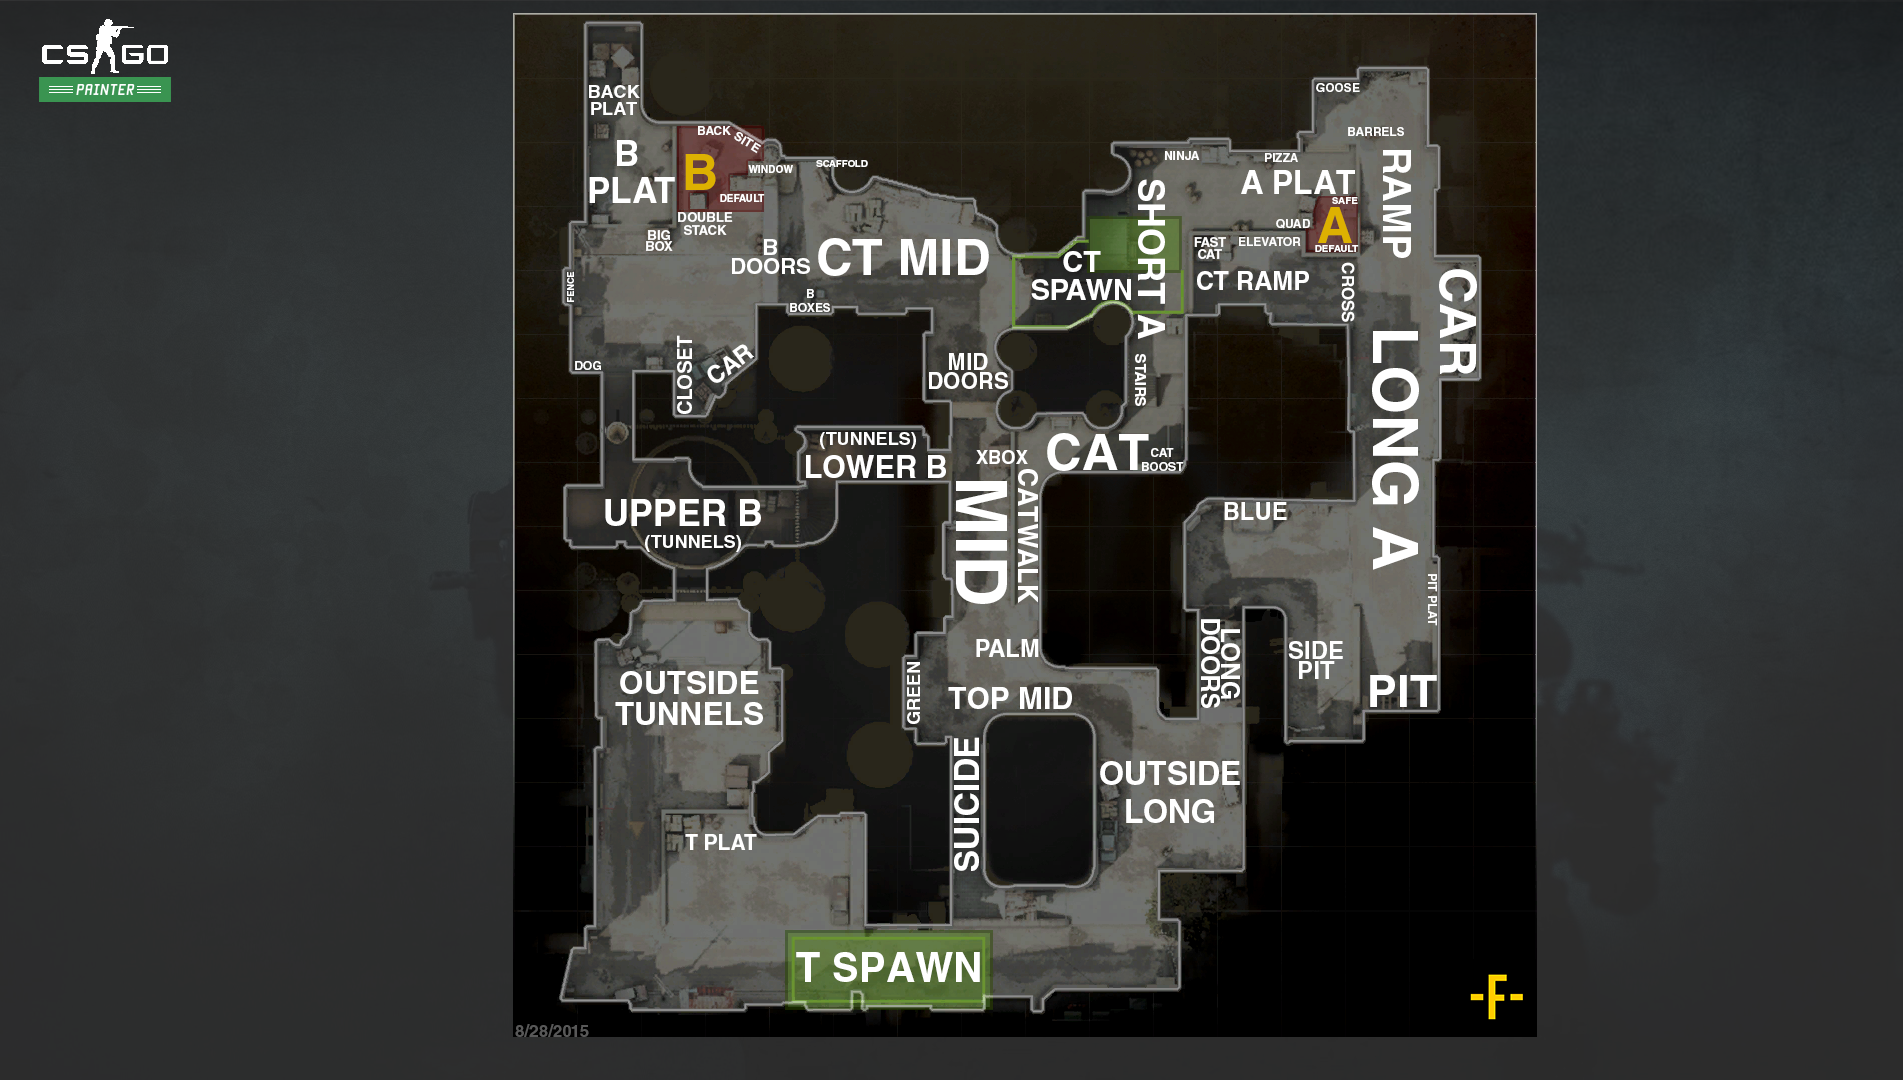 CS GO
PRINTER
BACK
PLAT
B
PLAT
BACK SITE
B
WINDOW
DEFAULT
DOUBLE
STACK
BIG
BOX
SCAFFOLD
B
DOORS
CT MID
B
BOXES
FENCE
DOG
CLOSET
CAR
MID
DOORS
CT
SPAWN
SHORT A
STAIRS
NINJA
PIZZA
GOOSE
BARRELS
RAMP
A PLAT
SAFE
A
QUAD
DEFAULT
FAST
CAT
ELEVATOR
CT RAMP
CROSS
CAR
LONG A
(TUNNELS)
LOWER B
XBOX
CAT
CAT
BOOST
CATWALK
MID
UPPER B
(TUNNELS)
BLUE
PIT PLAT
LONG
DOORS
SIDE
PIT
PIT
PALM
GREEN
TOP MID
OUTSIDE
TUNNELS
SUICIDE
OUTSIDE
LONG
T PLAT
T SPAWN
-F-
8/28/2015